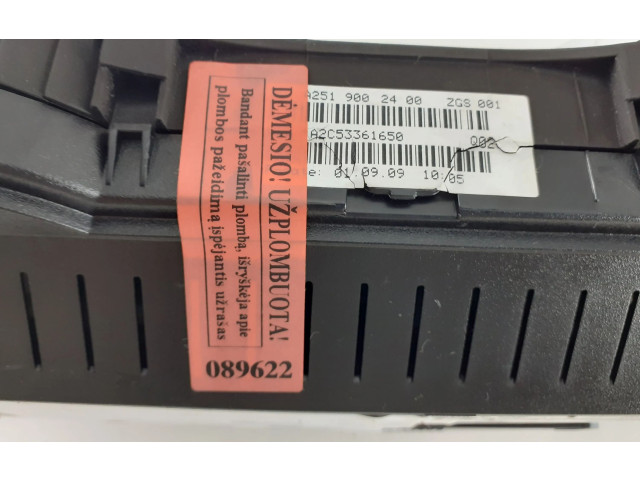 A251 900 24 00 ZGS 001
A2C53361650 Q02
e: 01.09.09 10:05
DĖMESIO! UŽPLOMBUOTA!
Bandant pašalinti plombą, išryškėja apie
plombos pažeidimą įspėjantis užrašas
089622